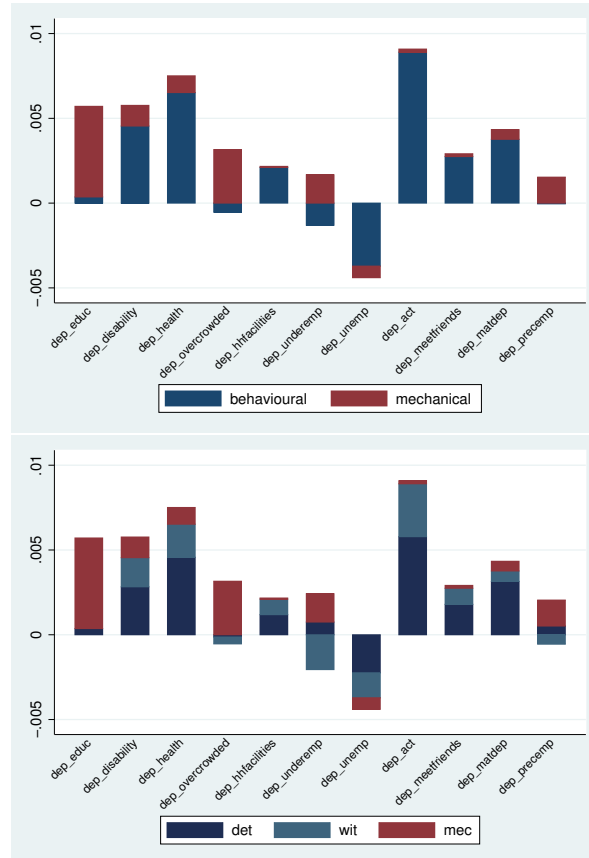 .01
.005
0
-.005
dep_educ
dep_disability
dep_health
dep_overcrowded
dep_hhfacilities
dep_underemp
dep_unemp
dep_act
dep_meetfriends
dep_matdep
dep_precemp
behavioural mechanical
.01
.005
0
-.005
dep_educ
dep_disability
dep_health
dep_overcrowded
dep_hhfacilities
dep_underemp
dep_unemp
dep_act
dep_meetfriends
dep_matdep
dep_precemp
det wit mec